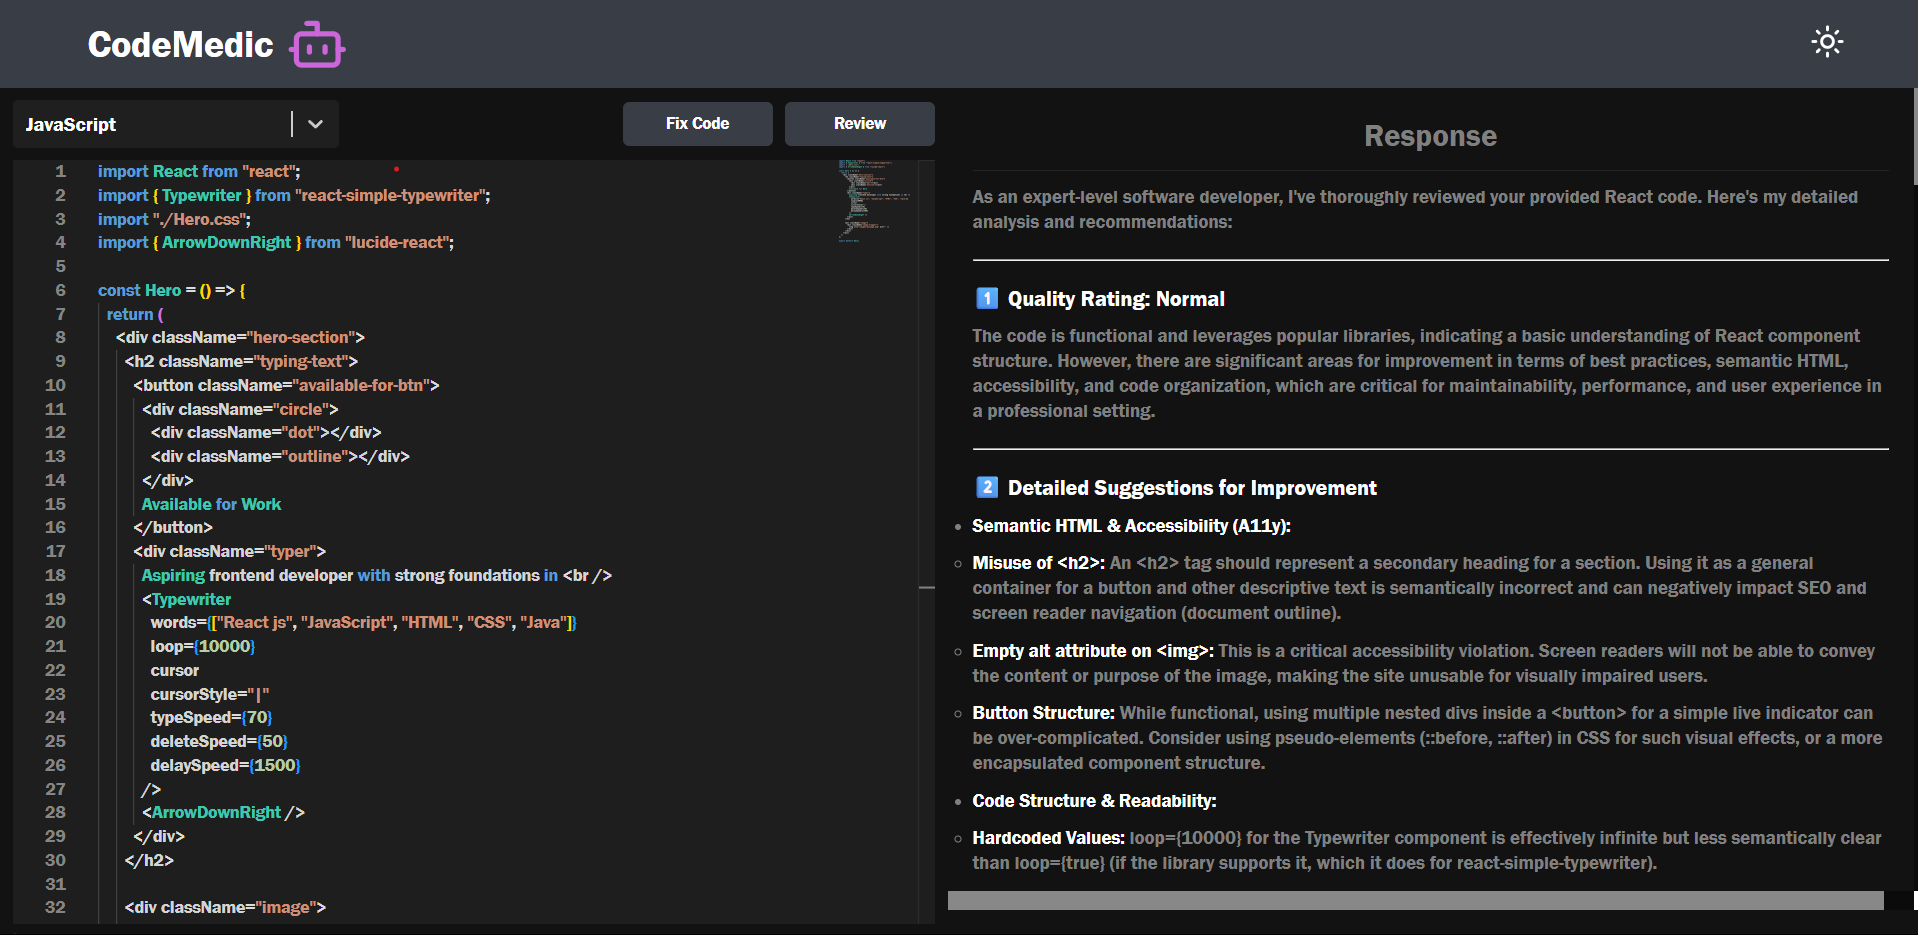 CodeMedic
JavaScript
Fix Code
Review
1 import React from "react";
2 import { Typewriter } from "react-simple-typewriter";
3 import "./Hero.css";
4 import { ArrowDownRight } from "lucide-react";
5
6 const Hero = () => {
7 return (
8 <div className="hero-section">
9 <h2 className="typing-text">
10 <button className="available-for-btn">
11 <div className="circle">
12 <div className="dot"></div>
13 <div className="outline"></div>
14 </div>
15 Available for Work
16 </button>
17 <div className="typer">
18 Aspiring frontend developer with strong foundations in <br />
19 <Typewriter
20 words={["React js", "JavaScript", "HTML", "CSS", "Java"]}
21 loop={10000}
22 cursor
23 cursorStyle="|"
24 typeSpeed={70}
25 deleteSpeed={50}
26 delaySpeed={1500}
27 />
28 <ArrowDownRight />
29 </div>
30 </h2>
31
32 <div className="image">
Response
As an expert-level software developer, I've thoroughly reviewed your provided React code. Here's my detailed
analysis and recommendations:
1 Quality Rating: Normal
The code is functional and leverages popular libraries, indicating a basic understanding of React component
structure. However, there are significant areas for improvement in terms of best practices, semantic HTML,
accessibility, and code organization, which are critical for maintainability, performance, and user experience in
a professional setting.
2 Detailed Suggestions for Improvement
• Semantic HTML & Accessibility (A11y):
◦ Misuse of <h2>: An <h2> tag should represent a secondary heading for a section. Using it as a general
container for a button and other descriptive text is semantically incorrect and can negatively impact SEO and
screen reader navigation (document outline).
◦ Empty alt attribute on <img>: This is a critical accessibility violation. Screen readers will not be able to convey
the content or purpose of the image, making the site unusable for visually impaired users.
◦ Button Structure: While functional, using multiple nested divs inside a <button> for a simple live indicator can
be over-complicated. Consider using pseudo-elements (::before, ::after) in CSS for such visual effects, or a more
encapsulated component structure.
• Code Structure & Readability:
◦ Hardcoded Values: loop={10000} for the Typewriter component is effectively infinite but less semantically clear
than loop={true} (if the library supports it, which it does for react-simple-typewriter).